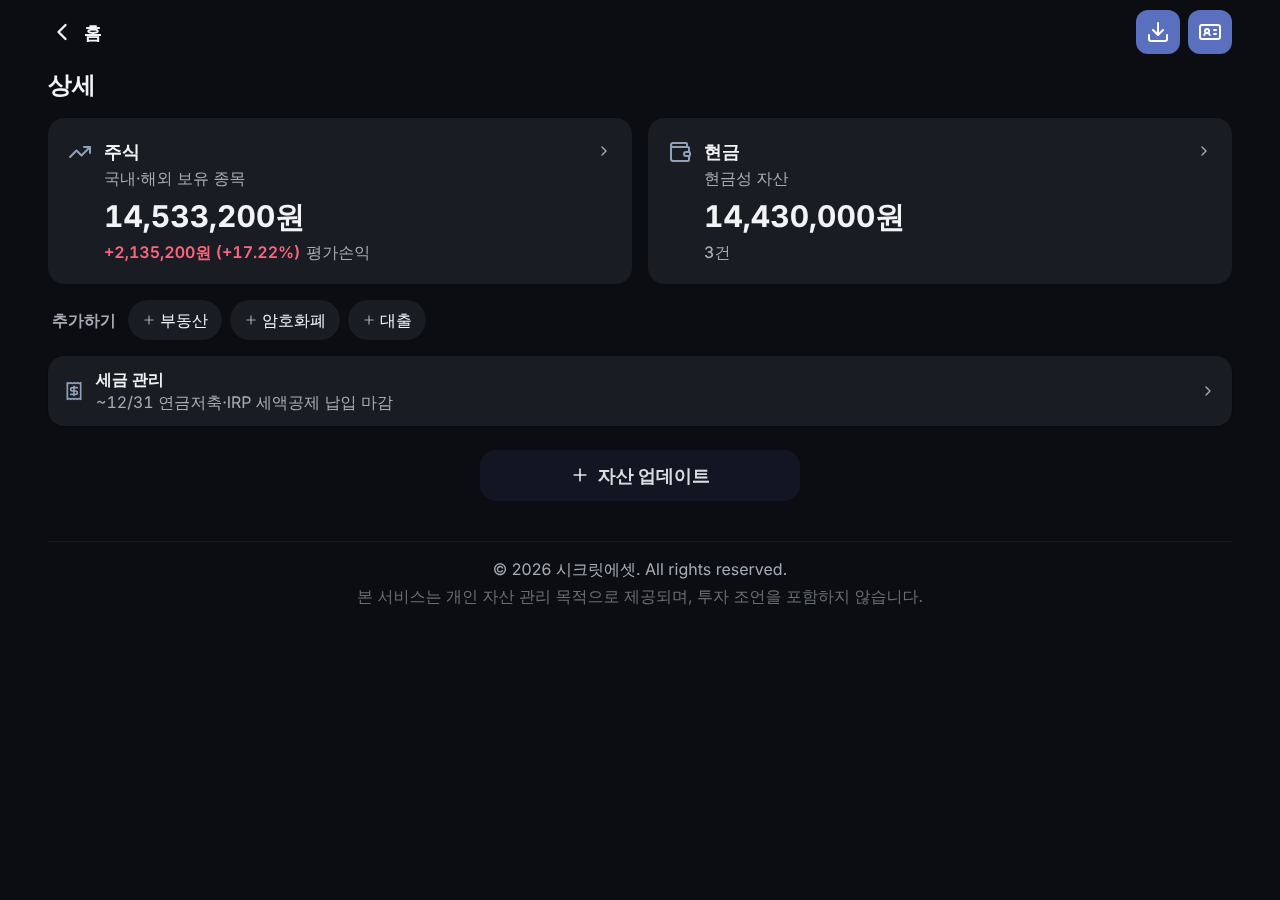 홈
상세
주식
국내·해외 보유 종목
14,533,200원
+2,135,200원 (+17.22%) 평가손익
현금
현금성 자산
14,430,000원
3건
추가하기 + 부동산 + 암호화폐 + 대출
세금 관리
~12/31 연금저축·IRP 세액공제 납입 마감
+ 자산 업데이트
© 2026 시크릿에셋. All rights reserved.
본 서비스는 개인 자산 관리 목적으로 제공되며, 투자 조언을 포함하지 않습니다.